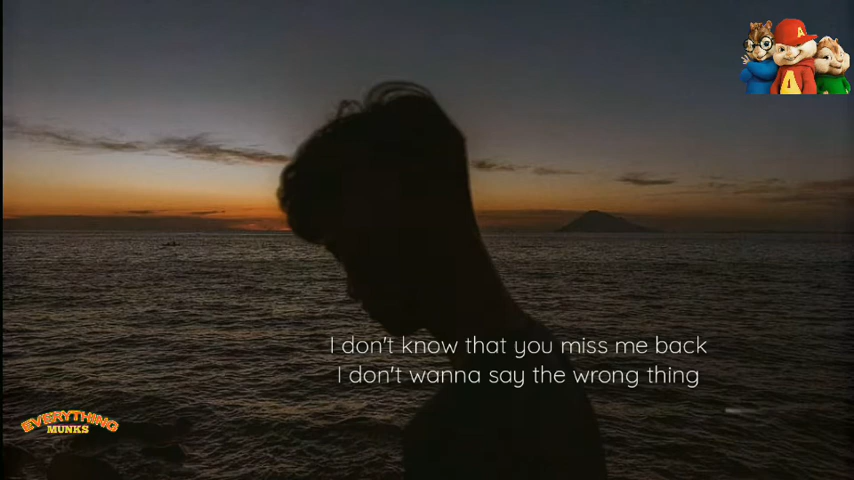 A
A
I don't know that you miss me back
I don't wanna say the wrong thing
EVERYTHING
MUNKS